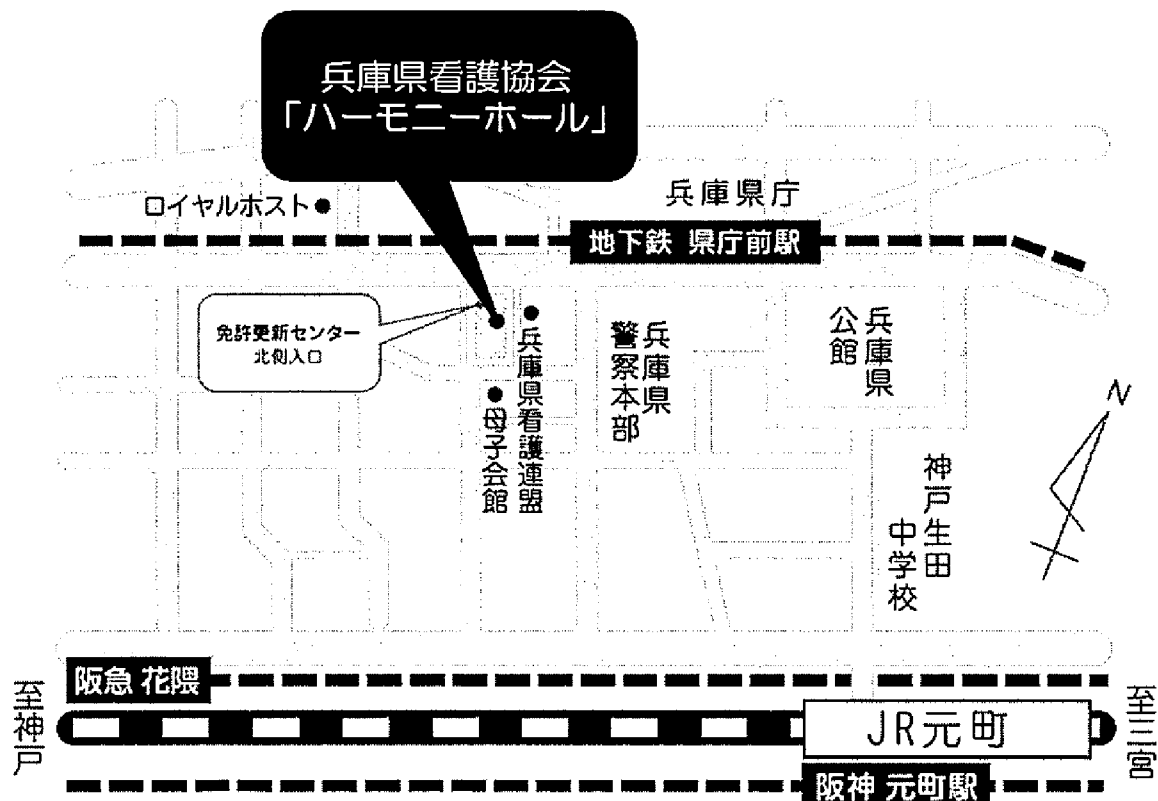 兵庫県看護協会
「ハーモニーホール」
ロイヤルホスト
兵庫県庁
地下鉄 県庁前駅
免許更新センター
北側入口
兵庫県看護連盟
母子会館
兵庫県
警察本部
兵庫県
公館
N
神戸生田
中学校
阪急 花隈
至神戸
JR元町
至三宮
阪神 元町駅